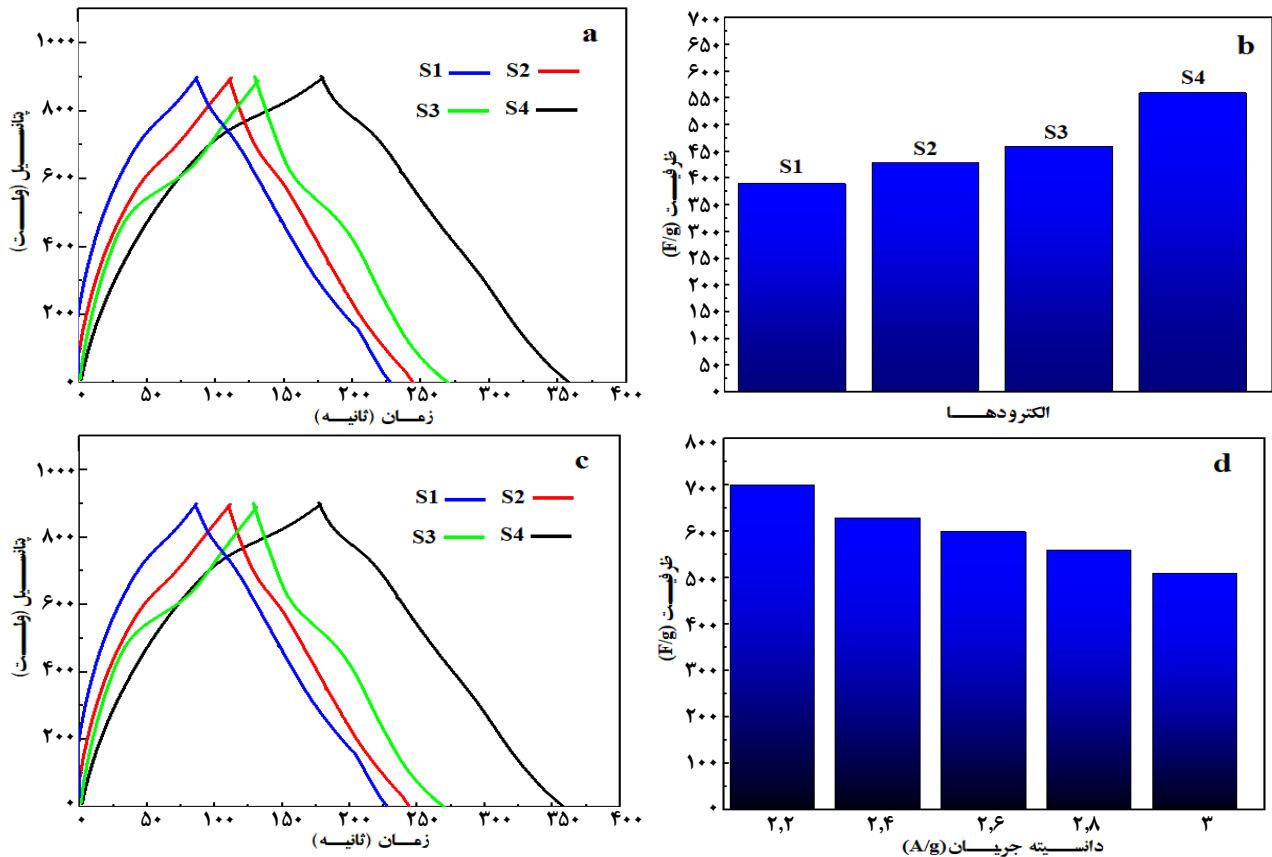 a
S1 S2
S3 S4
۱۰۰۰
۸۰۰
۶۰۰
۴۰۰
۲۰۰
۰
پتانسیل (ولت)
۰ ۵۰ ۱۰۰ ۱۵۰ ۲۰۰ ۲۵۰ ۳۰۰ ۳۵۰ ۴۰۰
زمان (ثانیه)
b
۷۰۰
۶۵۰
۶۰۰
۵۵۰
۵۰۰
۴۵۰
۴۰۰
۳۵۰
۳۰۰
۲۵۰
۲۰۰
۱۵۰
۱۰۰
۵۰
۰
ظرفیت (F/g)
S1 S2 S3 S4
الکترودها
c
S1 S2
S3 S4
۱۰۰۰
۸۰۰
۶۰۰
۴۰۰
۲۰۰
۰
پتانسیل (ولت)
۰ ۵۰ ۱۰۰ ۱۵۰ ۲۰۰ ۲۵۰ ۳۰۰ ۳۵۰ ۴۰۰
زمان (ثانیه)
d
۸۰۰
۷۰۰
۶۰۰
۵۰۰
۴۰۰
۳۰۰
۲۰۰
۱۰۰
۰
ظرفیت (F/g)
۲٫۲ ۲٫۴ ۲٫۶ ۲٫۸ ۳
دانسیته جریان (A/g)